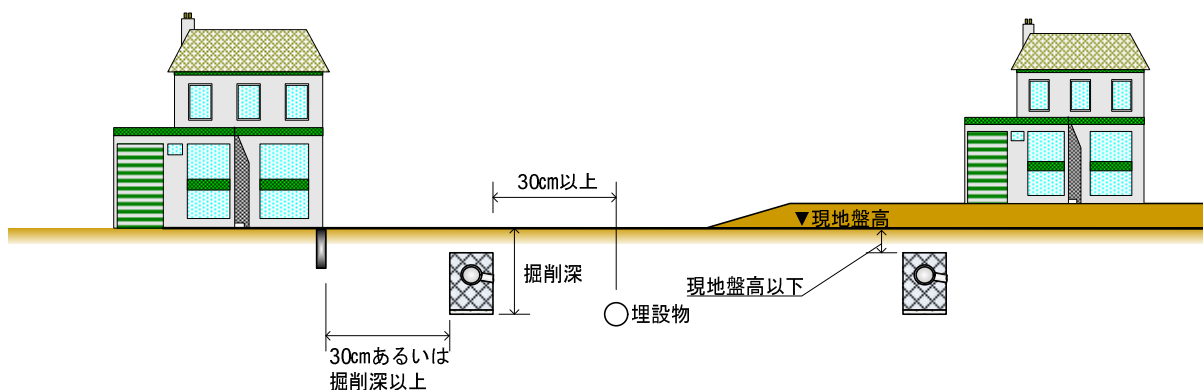 30cm以上
▼現地盤高
掘削深
現地盤高以下
埋設物
30cmあるいは
掘削深以上